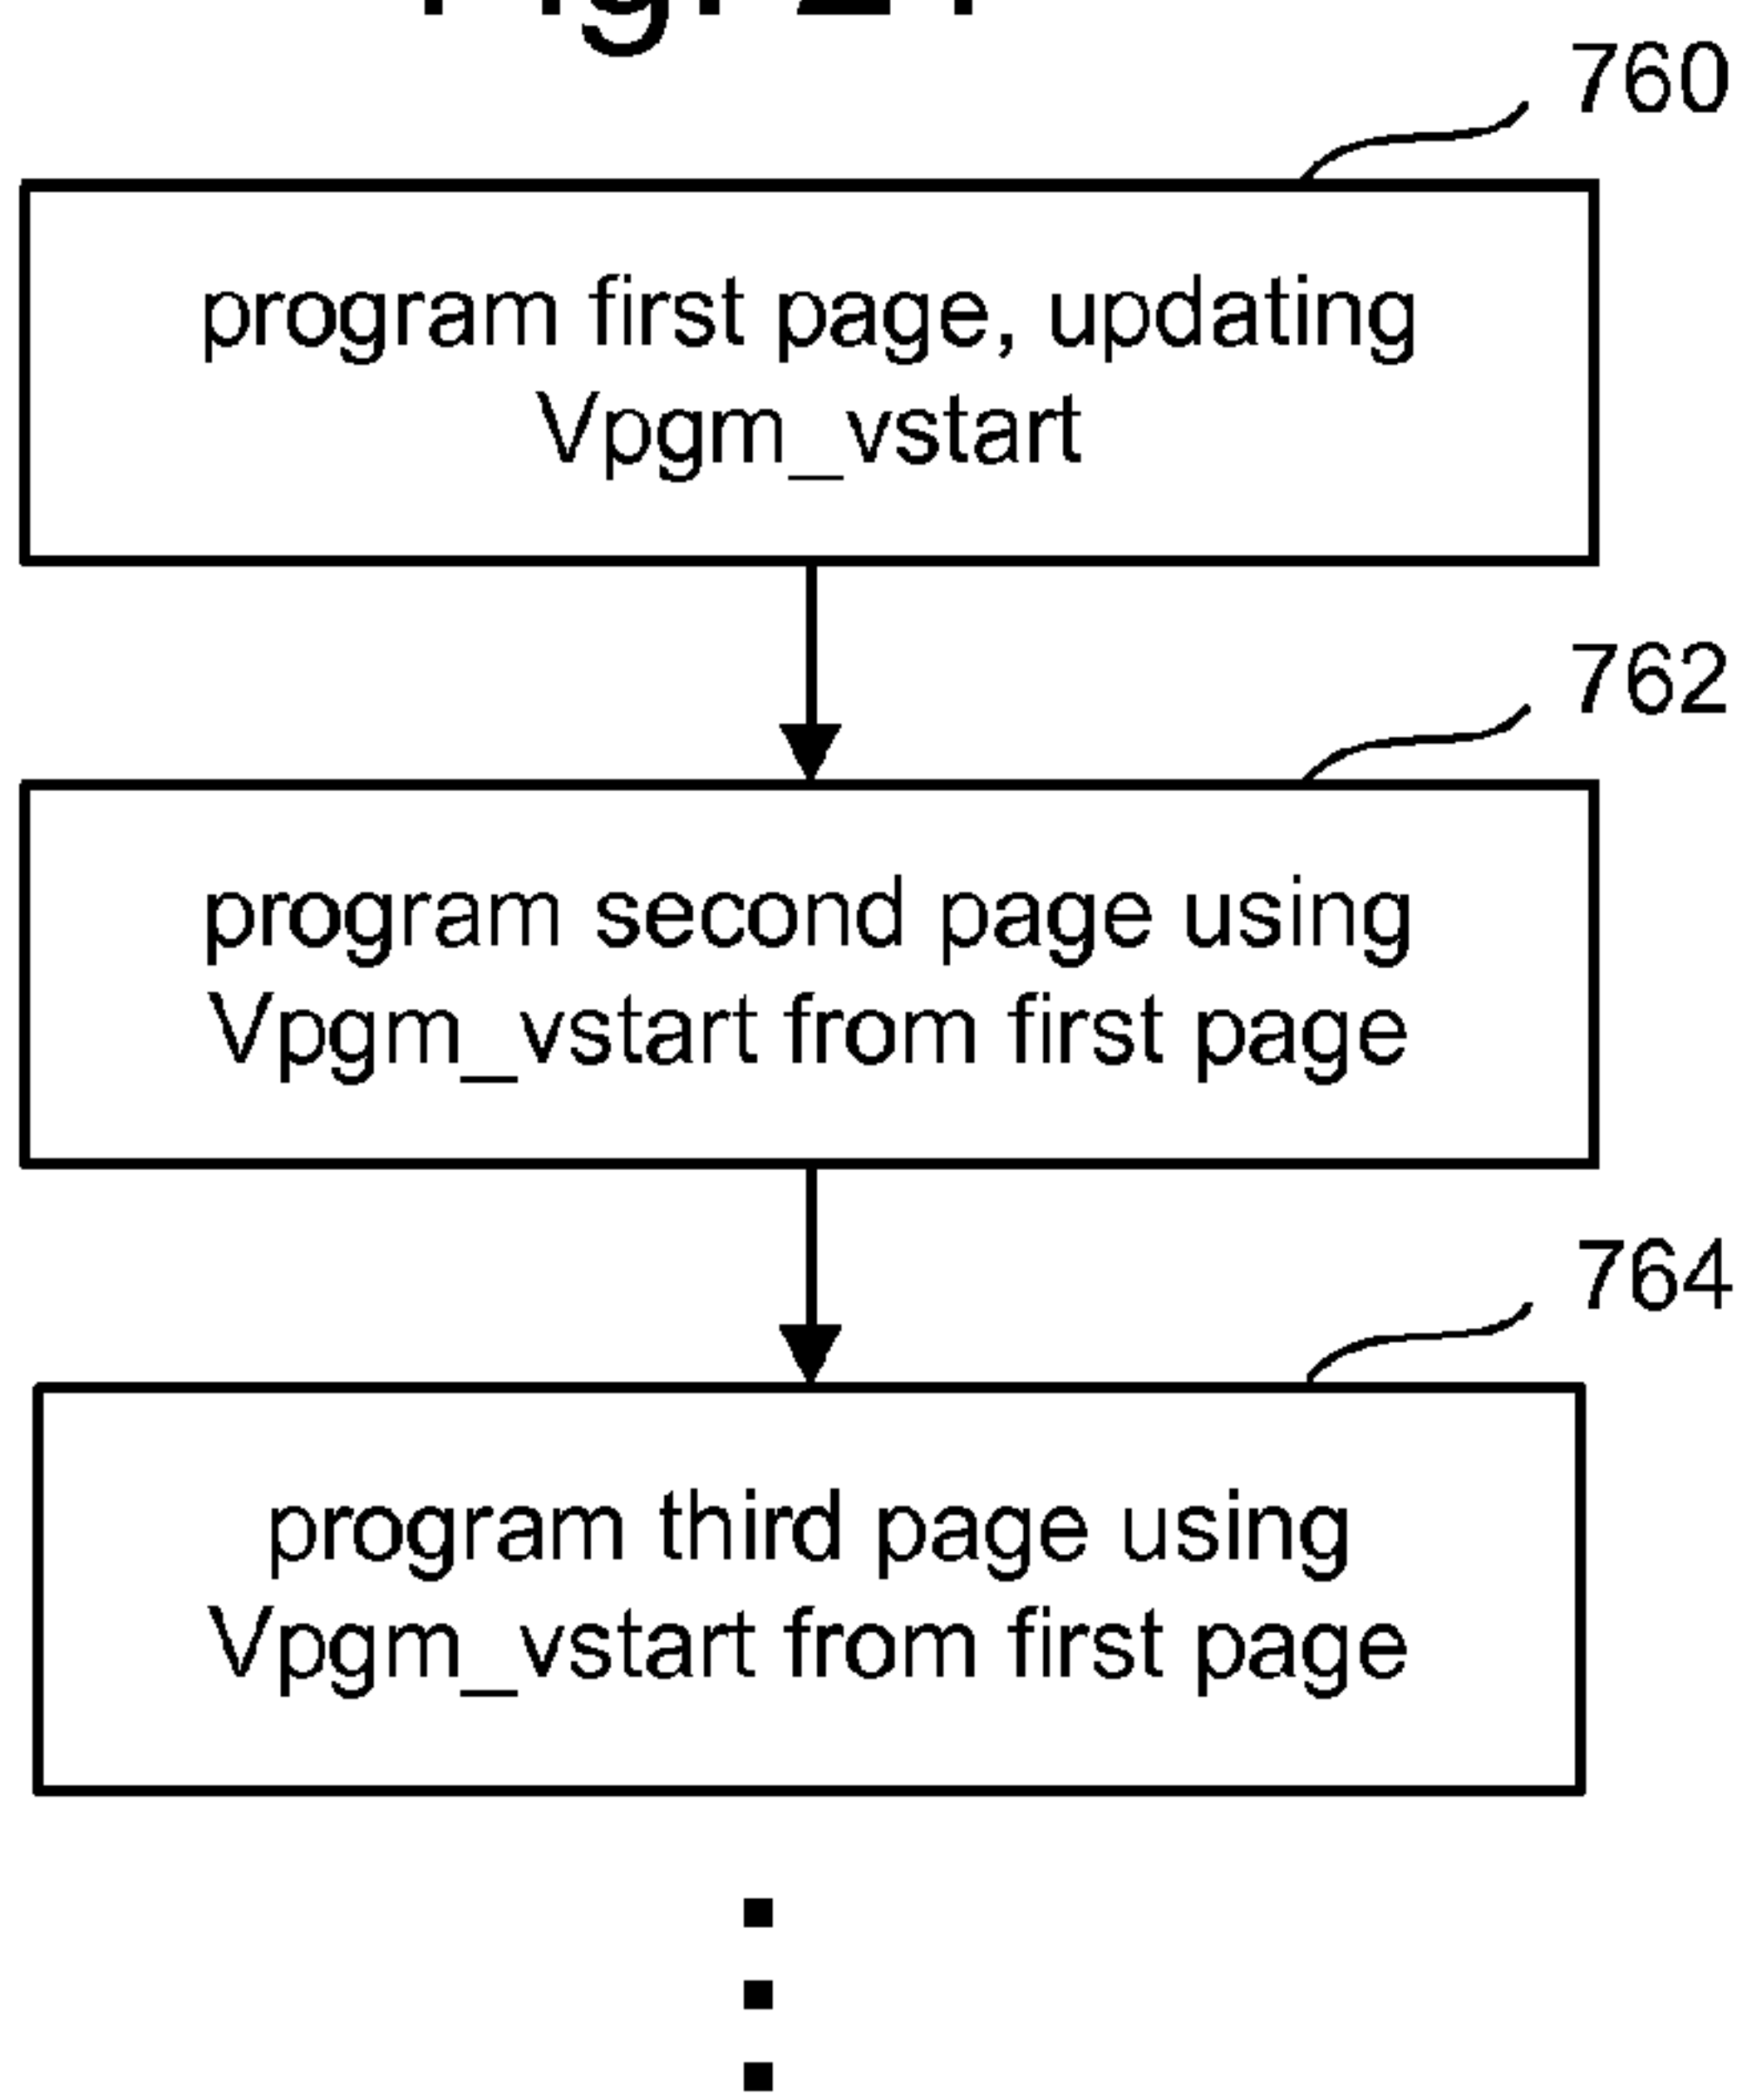 760
program first page, updating
Vpgm_vstart
762
program second page using
Vpgm_vstart from first page
764
program third page using
Vpgm_vstart from first page